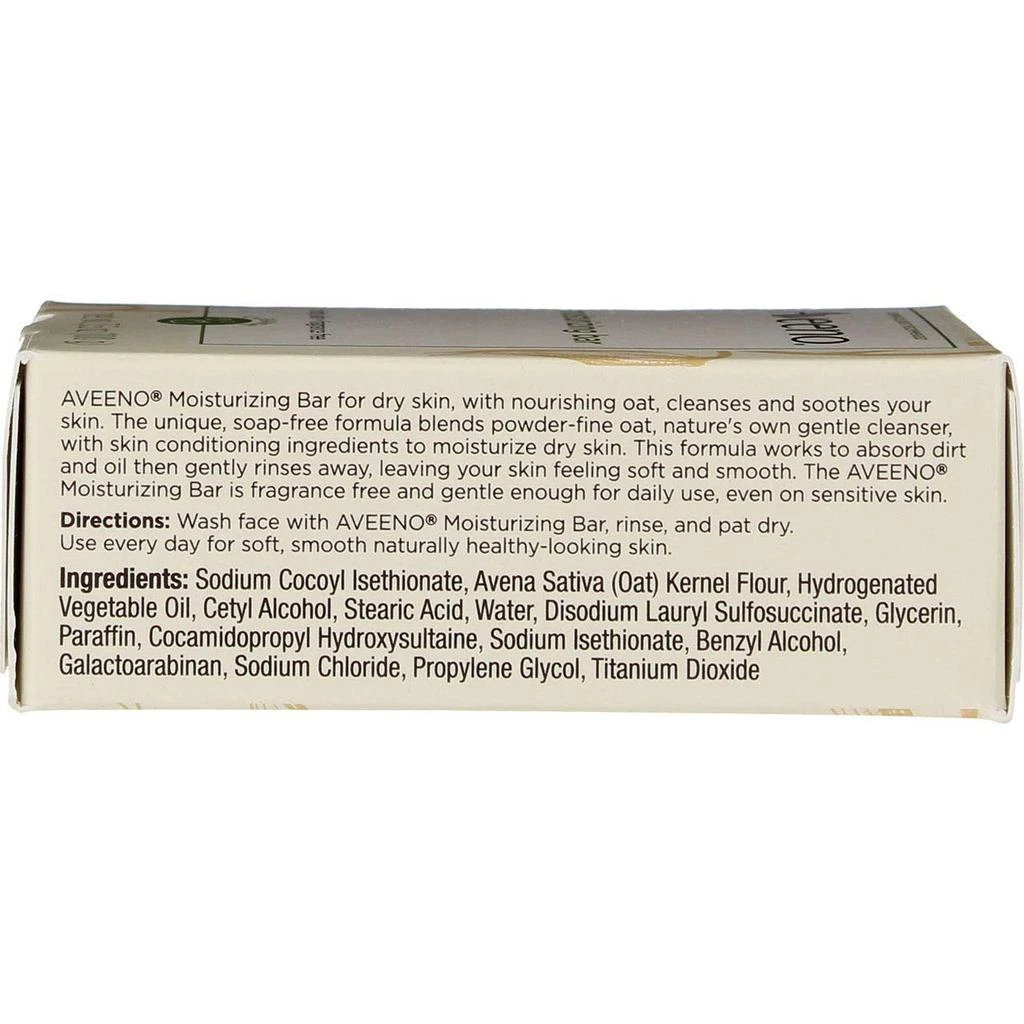 AVEENO® Moisturizing Bar for dry skin, with nourishing oat, cleanses and soothes your
skin. The unique, soap-free formula blends powder-fine oat, nature's own gentle cleanser,
with skin conditioning ingredients to moisturize dry skin. This formula works to absorb dirt
and oil then gently rinses away, leaving your skin feeling soft and smooth. The AVEENO®
Moisturizing Bar is fragrance free and gentle enough for daily use, even on sensitive skin.
Directions: Wash face with AVEENO® Moisturizing Bar, rinse, and pat dry.
Use every day for soft, smooth naturally healthy-looking skin.
Ingredients: Sodium Cocoyl Isethionate, Avena Sativa (Oat) Kernel Flour, Hydrogenated
Vegetable Oil, Cetyl Alcohol, Stearic Acid, Water, Disodium Lauryl Sulfosuccinate, Glycerin,
Paraffin, Cocamidopropyl Hydroxysultaine, Sodium Isethionate, Benzyl Alcohol,
Galactoarabinan, Sodium Chloride, Propylene Glycol, Titanium Dioxide